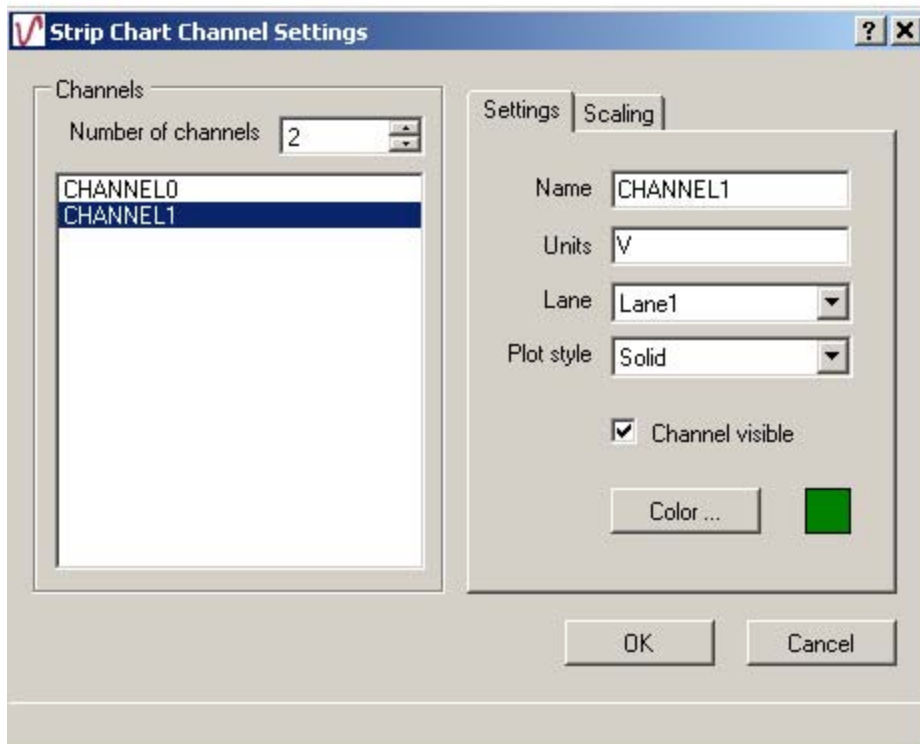 Strip Chart Channel Settings
?
Channels
Number of channels 2
CHANNEL0
CHANNEL1
Settings
Scaling
Name CHANNEL1
Units V
Lane Lane1
Plot style Solid
Channel visible
Color ...
OK
Cancel